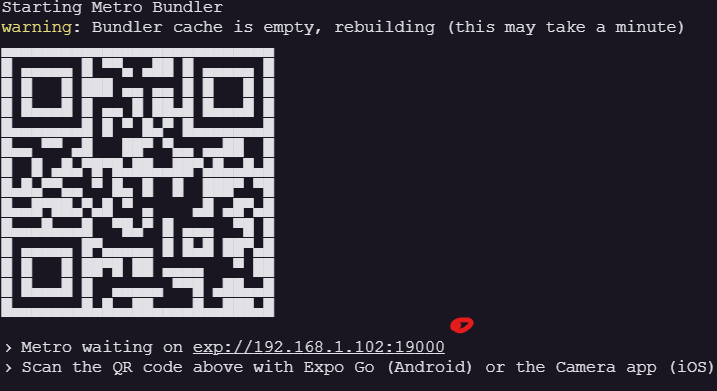 Starting Metro Bundler
warning: Bundler cache is empty, rebuilding (this may take a minute)
› Metro waiting on exp://192.168.1.102:19000
› Scan the QR code above with Expo Go (Android) or the Camera app (iOS)